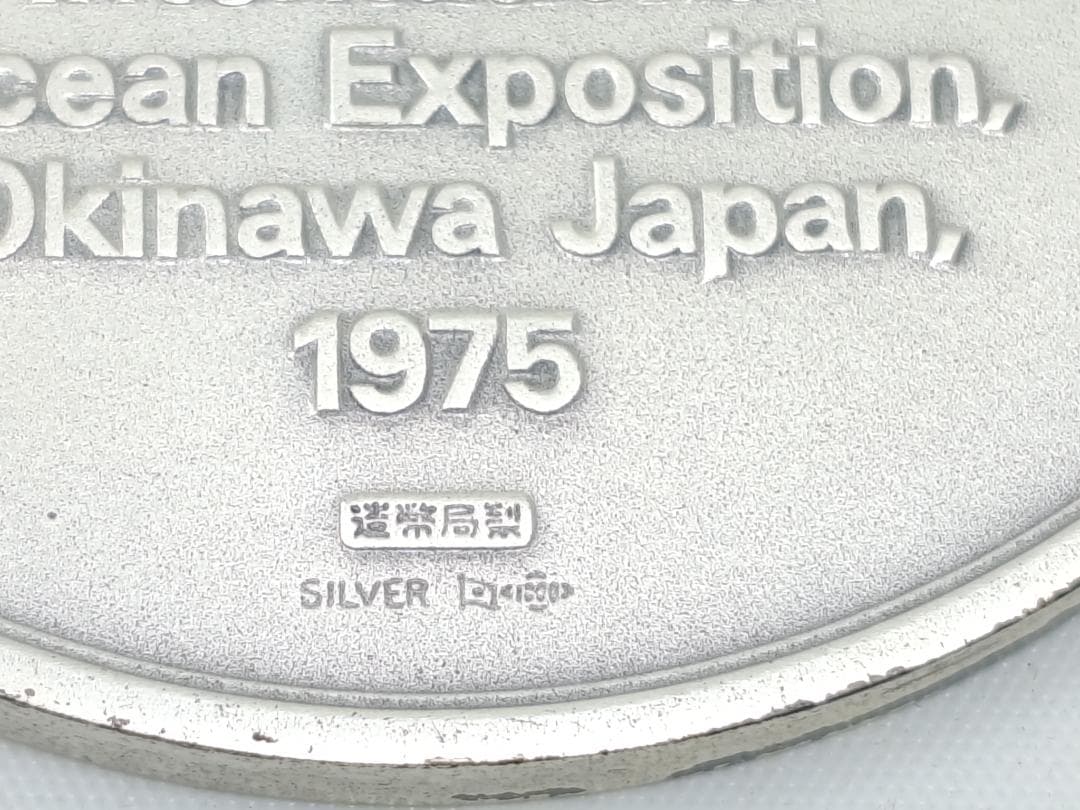 cean Exposition,
Okinawa Japan,
1975
造幣局製
SILVER